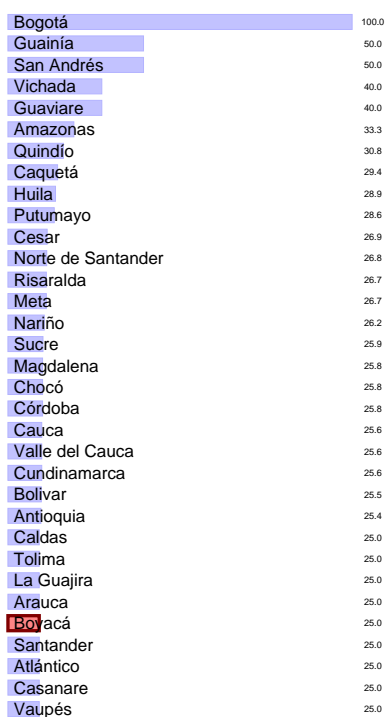 Bogotá 100.0
Guainía 50.0
San Andrés 50.0
Vichada 40.0
Guaviare 40.0
Amazonas 33.3
Quindío 30.8
Caquetá 29.4
Huila 28.9
Putumayo 28.6
Cesar 26.9
Norte de Santander 26.8
Risaralda 26.7
Meta 26.7
Nariño 26.2
Sucre 25.9
Magdalena 25.8
Chocó 25.8
Córdoba 25.8
Cauca 25.6
Valle del Cauca 25.6
Cundinamarca 25.6
Bolivar 25.5
Antioquia 25.4
Caldas 25.0
Tolima 25.0
La Guajira 25.0
Arauca 25.0
Boyacá 25.0
Santander 25.0
Atlántico 25.0
Casanare 25.0
Vaupés 25.0